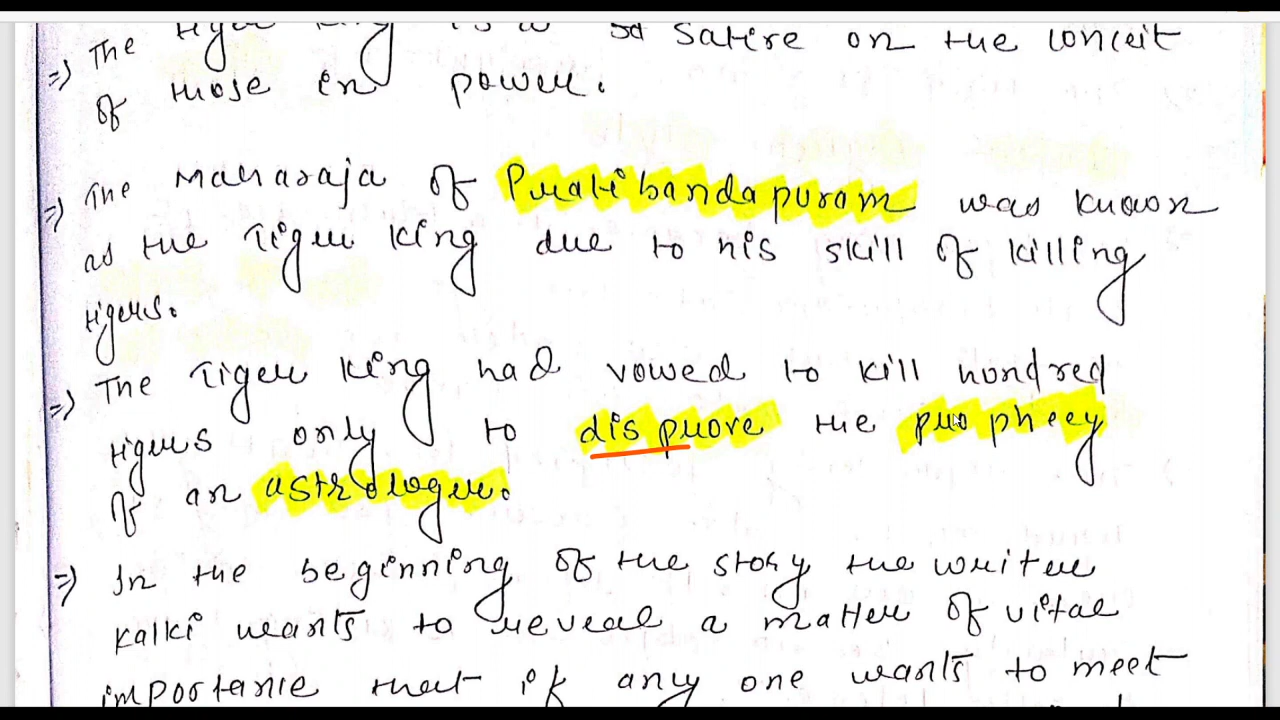 =) The Tiger King is a sa satire on the conceit
of those in power.
=) The Maharaja of Pratibandapuram was known
as the Tiger King due to his skill of killing
tigers.
=) The Tiger King had vowed to kill hundred
tigers only to disprove the prophecy
of an astrologer.
=) In the beginning of the story the writer
Kalki wants to reveal a matter of vital
importance that if any one wants to meet